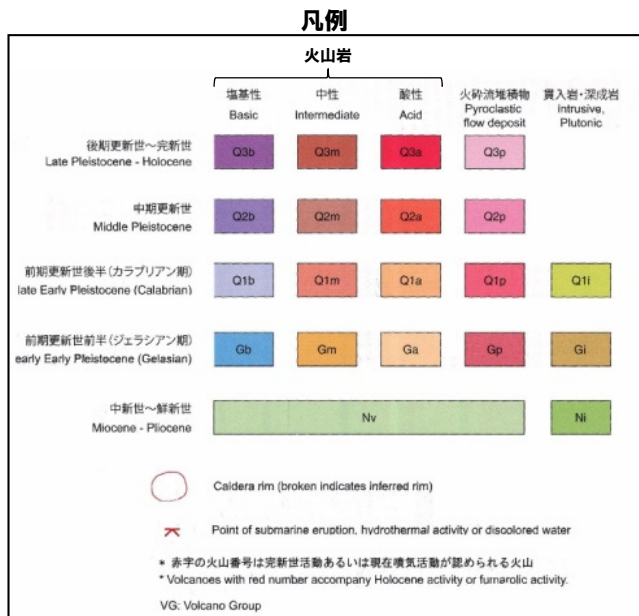 凡例
火山岩
塩基性 中性 酸性 火砕流堆積物 貫入岩・深成岩
Basic Intermediate Acid Pyroclastic flow deposit Intrusive, Plutonic
後期更新世～完新世
Late Pleistocene - Holocene
Q3b Q3m Q3a Q3p
中期更新世
Middle Pleistocene
Q2b Q2m Q2a Q2p
前期更新世後半（カラブリアン期）
late Early Pleistocene (Calabrian)
Q1b Q1m Q1a Q1p Q1i
前期更新世前半（ジェラシアン期）
early Early Pleistocene (Gelasian)
Gb Gm Ga Gp Gi
中新世～鮮新世
Miocene - Pliocene
Nv Ni
Caldera rim (broken indicates inferred rim)
Point of submarine eruption, hydrothermal activity or discolored water
* 赤字の火山番号は完新世活動あるいは現在噴気活動が認められる火山
* Volcanoes with red number accompany Holocene activity or fumarolic activity.
VG: Volcano Group